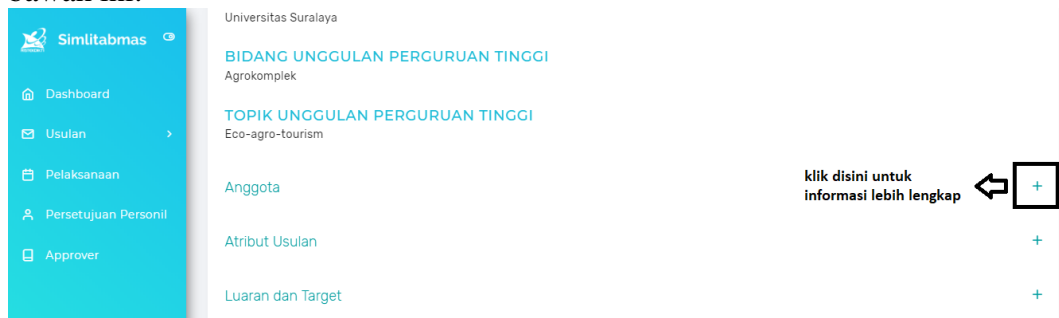 Simlitabmas
Dashboard
Usulan
Pelaksanaan
Persetujuan Personil
Approver
Universitas Suralaya
BIDANG UNGGULAN PERGURUAN TINGGI
Agrokomplek
TOPIK UNGGULAN PERGURUAN TINGGI
Eco-agro-tourism
Anggota
klik disini untuk
informasi lebih lengkap
+
Atribut Usulan
+
Luaran dan Target
+